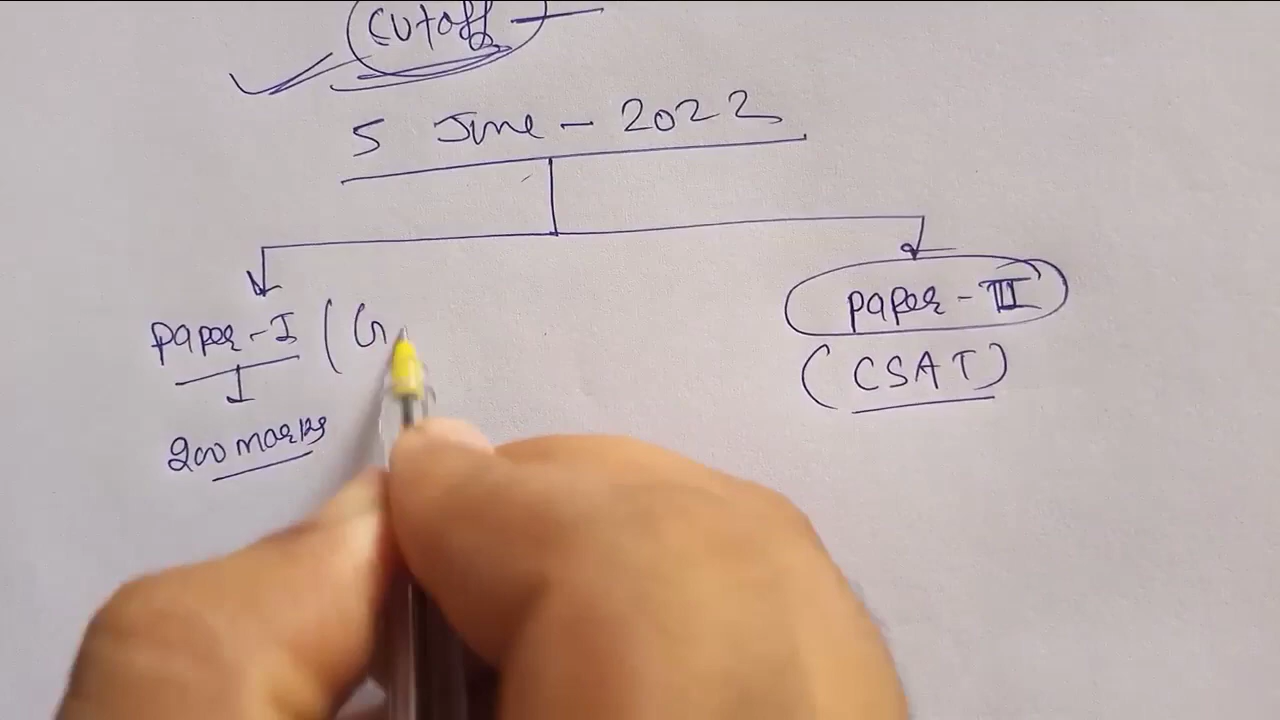 Cutoff
5 June - 2022
Paper-I (G
Paper - II
(CSAT)
200 marks